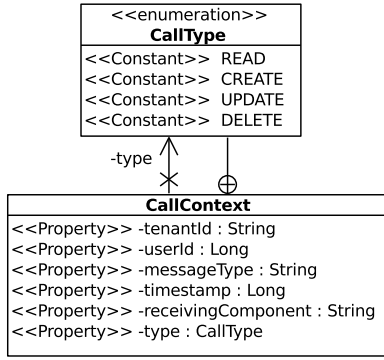 <<enumeration>>
CallType
<<Constant>> READ
<<Constant>> CREATE
<<Constant>> UPDATE
<<Constant>> DELETE
-type
CallContext
<<Property>> -tenantId : String
<<Property>> -userId : Long
<<Property>> -messageType : String
<<Property>> -timestamp : Long
<<Property>> -receivingComponent : String
<<Property>> -type : CallType